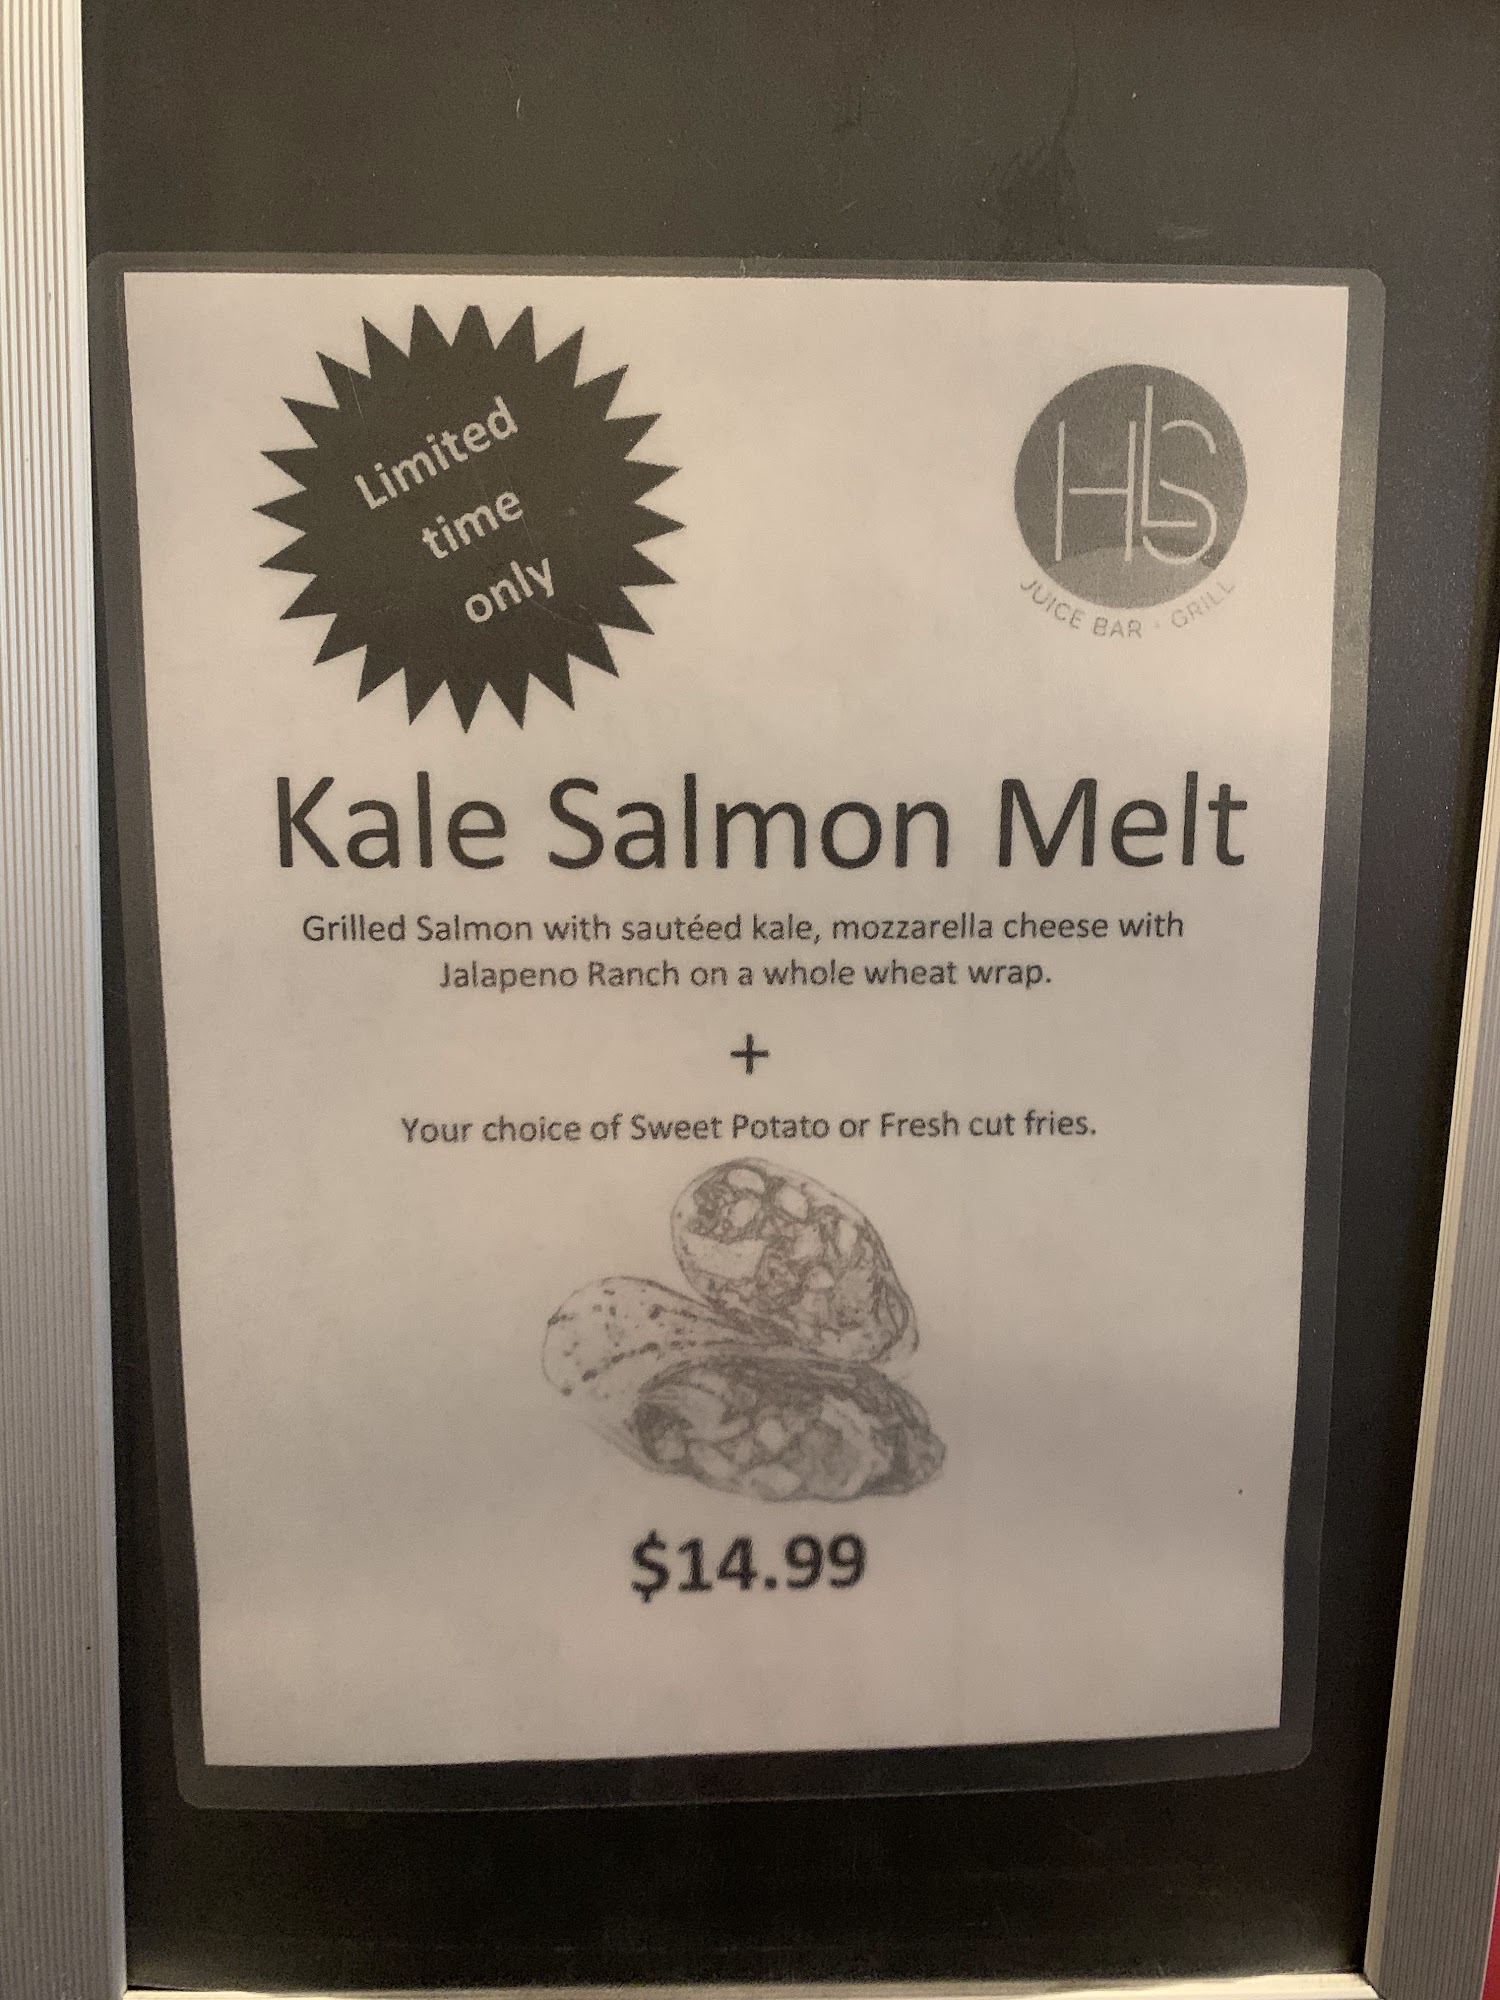 Limited
time
only
HLS
JUICE BAR · GRILL
Kale Salmon Melt
Grilled Salmon with sautéed kale, mozzarella cheese with
Jalapeno Ranch on a whole wheat wrap.
+
Your choice of Sweet Potato or Fresh cut fries.
$14.99